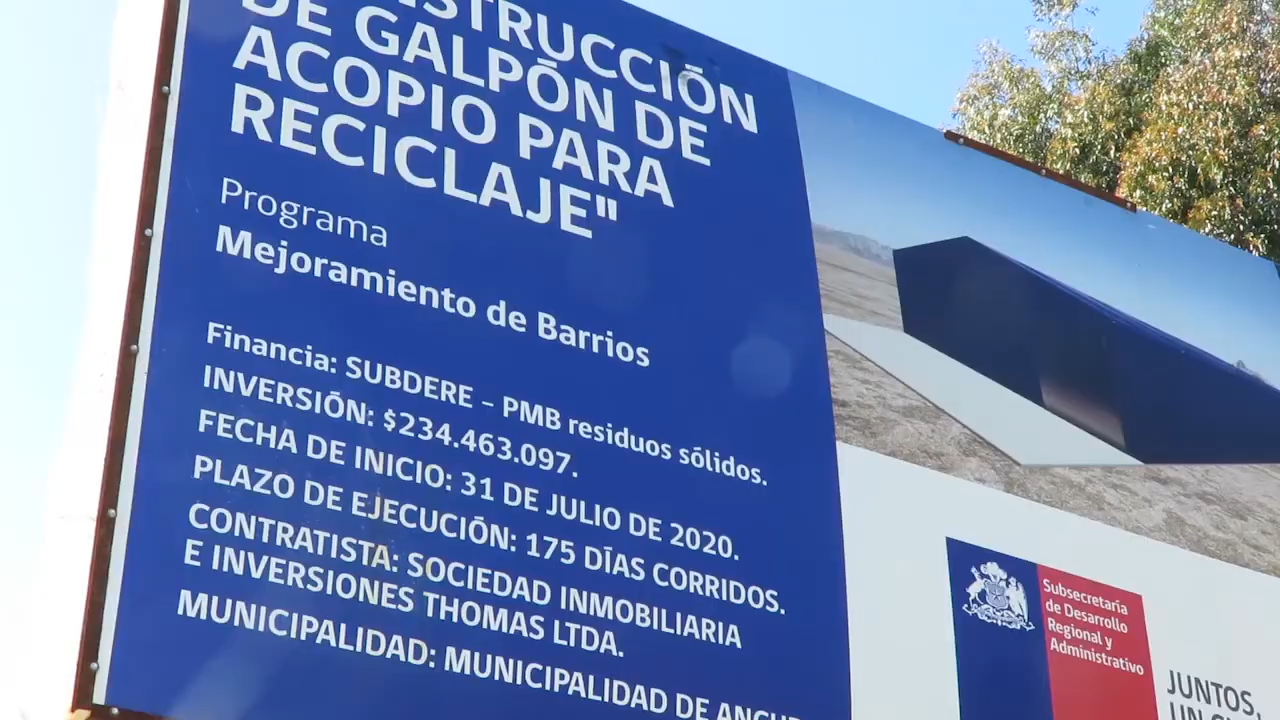 DE GALPÓN DE
ACOPIO PARA
RECICLAJE"
Programa
Mejoramiento de Barrios
Financia: SUBDERE - PMB residuos sólidos.
INVERSIÓN: $234.463.097.
FECHA DE INICIO: 31 DE JULIO DE 2020.
PLAZO DE EJECUCIÓN: 175 DÍAS CORRIDOS.
CONTRATISTA: SOCIEDAD INMOBILIARIA
E INVERSIONES THOMAS LTDA.
MUNICIPALIDAD: MUNICIPALIDAD DE
Subsecretaría
de Desarrollo
Regional y
Administrativo
JUNTOS,